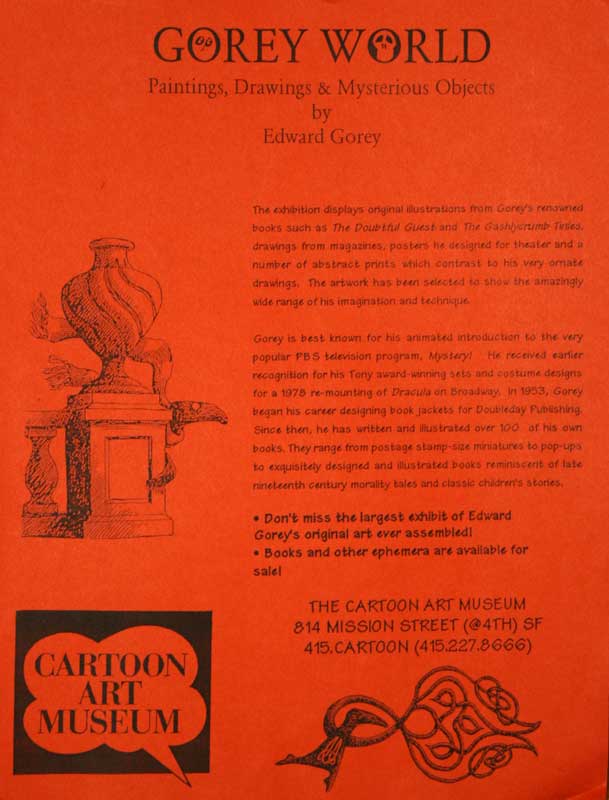 GOREY WORLD
Paintings, Drawings & Mysterious Objects
by
Edward Gorey
The exhibition displays original illustrations from Gorey's renowned
books such as The Doubtful Guest and The Gashlycrumb Tinies,
drawings from magazines, posters he designed for theater and a
number of abstract prints which contrast to his very ornate
drawings. The artwork has been selected to show the amazingly
wide range of his imagination and technique.
Gorey is best known for his animated introduction to the very
popular PBS television program, Mystery! He received earlier
recognition for his Tony award-winning sets and costume designs
for a 1978 re-mounting of Dracula on Broadway. In 1953, Gorey
began his career designing book jackets for Doubleday Publishing.
Since then, he has written and illustrated over 100 of his own
books. They range from postage stamp-size miniatures to pop-ups
to exquisitely designed and illustrated books reminiscent of late
nineteenth century morality tales and classic children's stories.
• Don't miss the largest exhibit of Edward
Gorey's original art ever assembled!
• Books and other ephemera are available for
sale!
THE CARTOON ART MUSEUM
814 MISSION STREET (@4TH) SF
415.CARTOON (415.227.8666)
CARTOON
ART
MUSEUM